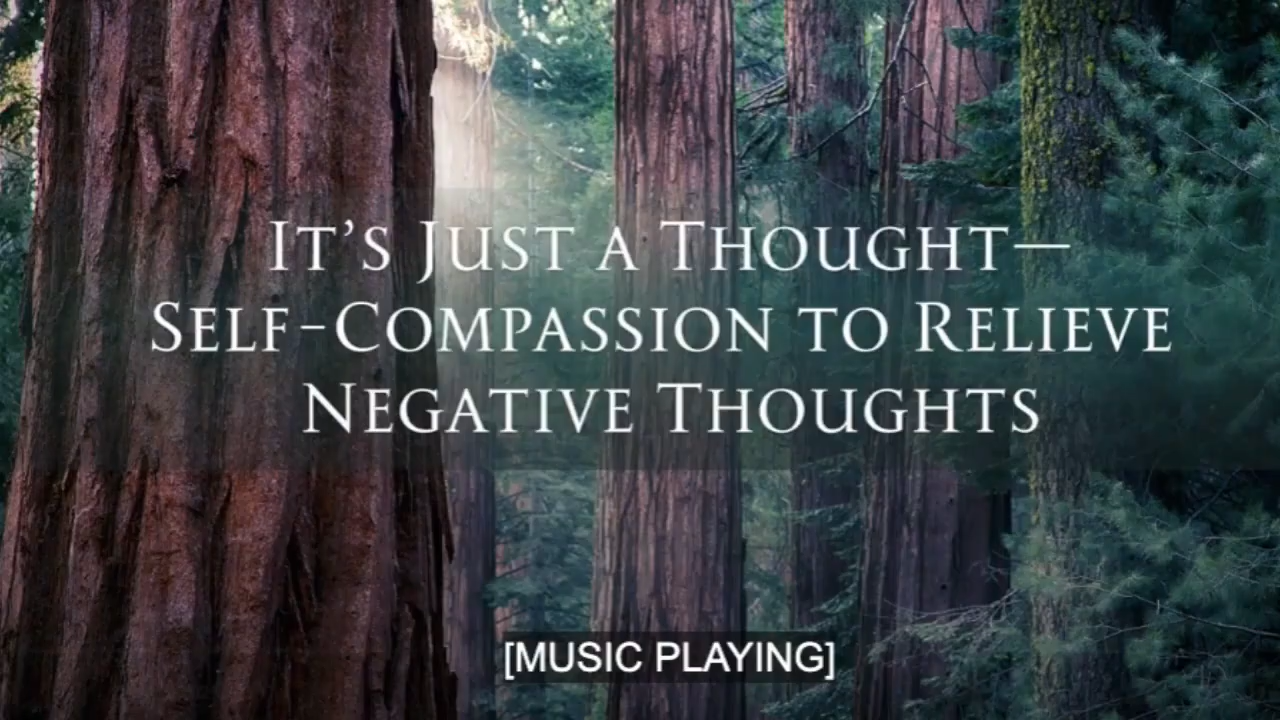 It's Just a Thought—
Self-Compassion to Relieve
Negative Thoughts
[MUSIC PLAYING]